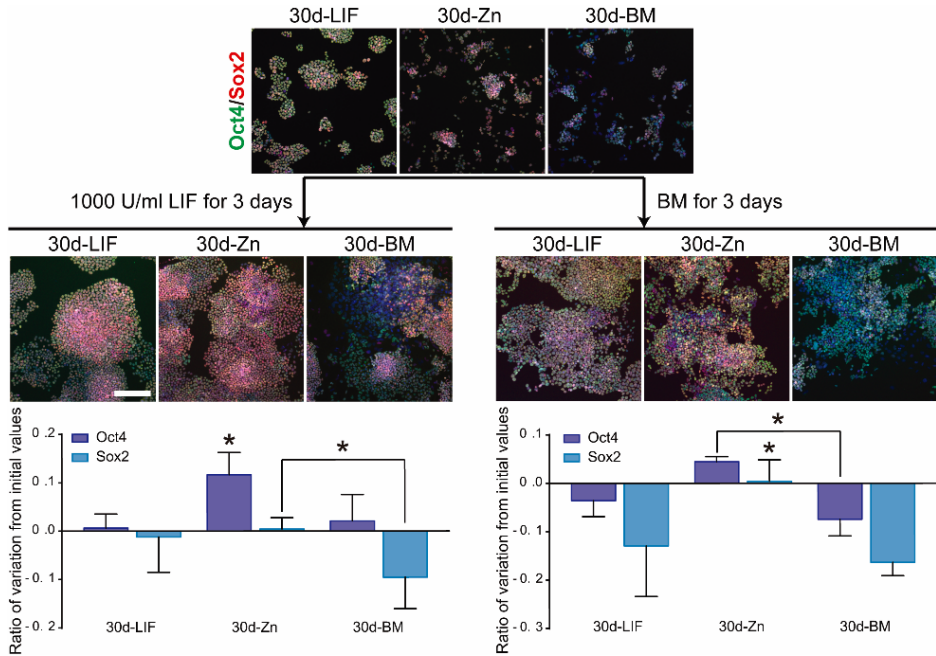 30d-LIF 30d-Zn 30d-BM
Oct4/Sox2
1000 U/ml LIF for 3 days
BM for 3 days
30d-LIF 30d-Zn 30d-BM
30d-LIF 30d-Zn 30d-BM
Ratio of variation from initial values
0.2
0.1
0.0
-0.1
-0.2
Oct4
Sox2
*
*
30d-LIF 30d-Zn 30d-BM
Ratio of variation from initial values
0.1
0.0
-0.1
-0.2
-0.3
Oct4
Sox2
*
*
30d-LIF 30d-Zn 30d-BM